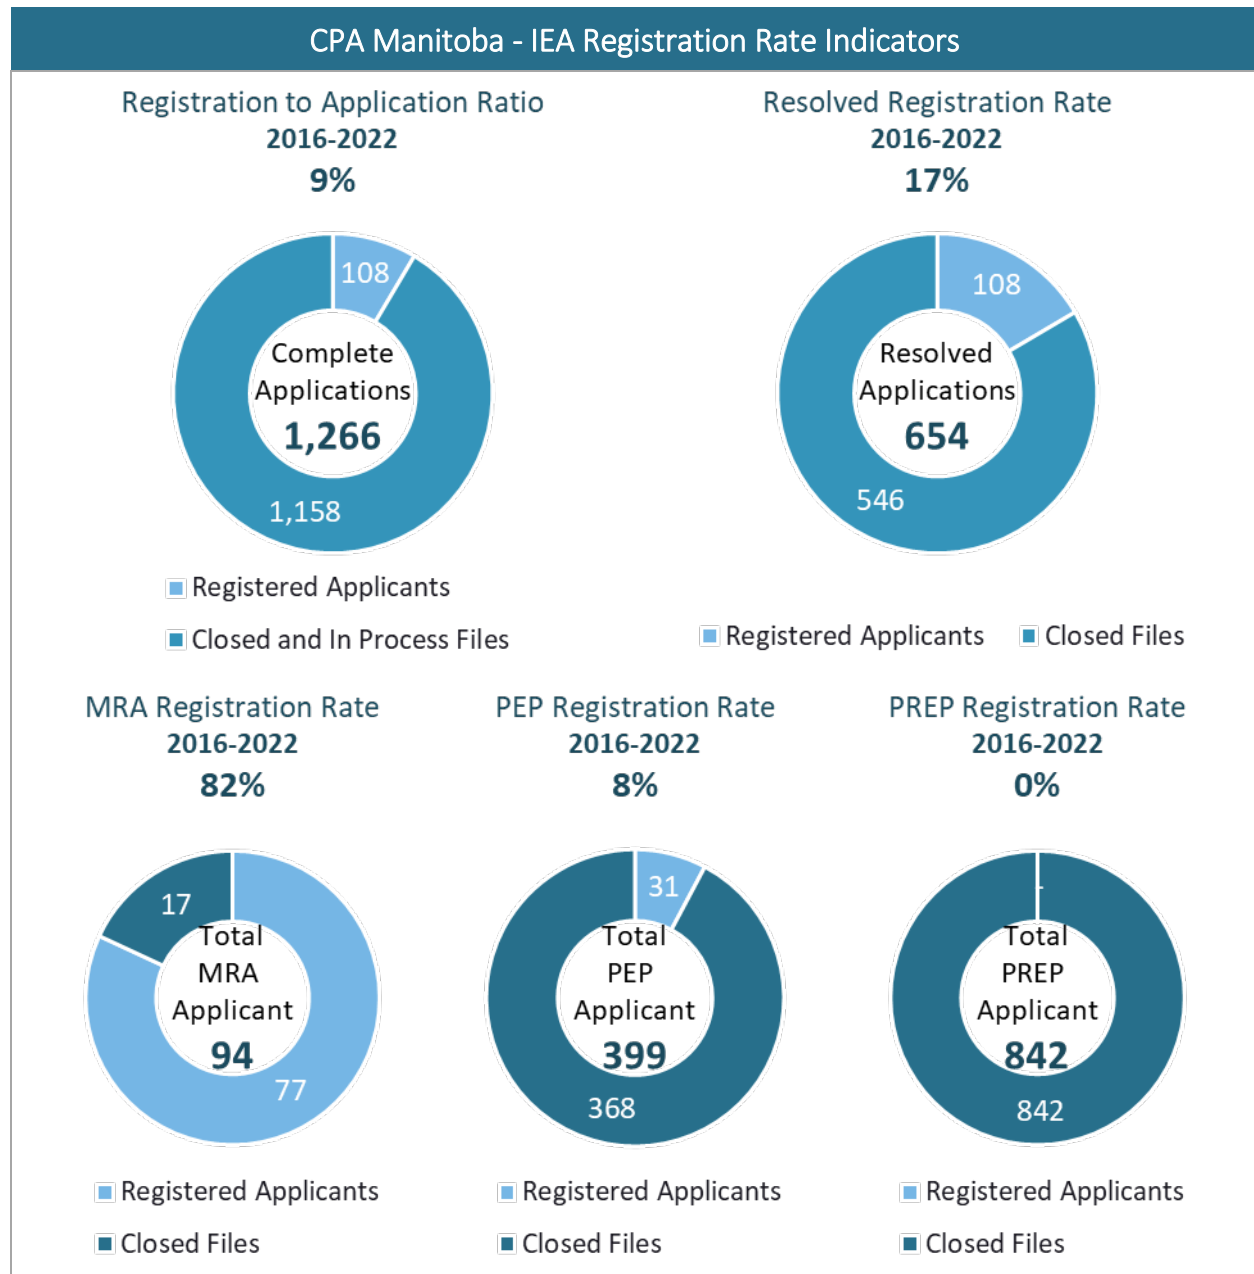 CPA Manitoba - IEA Registration Rate Indicators
Registration to Application Ratio
2016-2022
9%
108
Complete
Applications
1,266
1,158
Registered Applicants
Closed and In Process Files
Resolved Registration Rate
2016-2022
17%
108
Resolved
Applications
654
546
Registered Applicants
Closed Files
MRA Registration Rate
2016-2022
82%
17
Total
MRA
Applicant
94
77
Registered Applicants
Closed Files
PEP Registration Rate
2016-2022
8%
31
Total
PEP
Applicant
399
368
Registered Applicants
Closed Files
PREP Registration Rate
2016-2022
0%
-
Total
PREP
Applicant
842
842
Registered Applicants
Closed Files